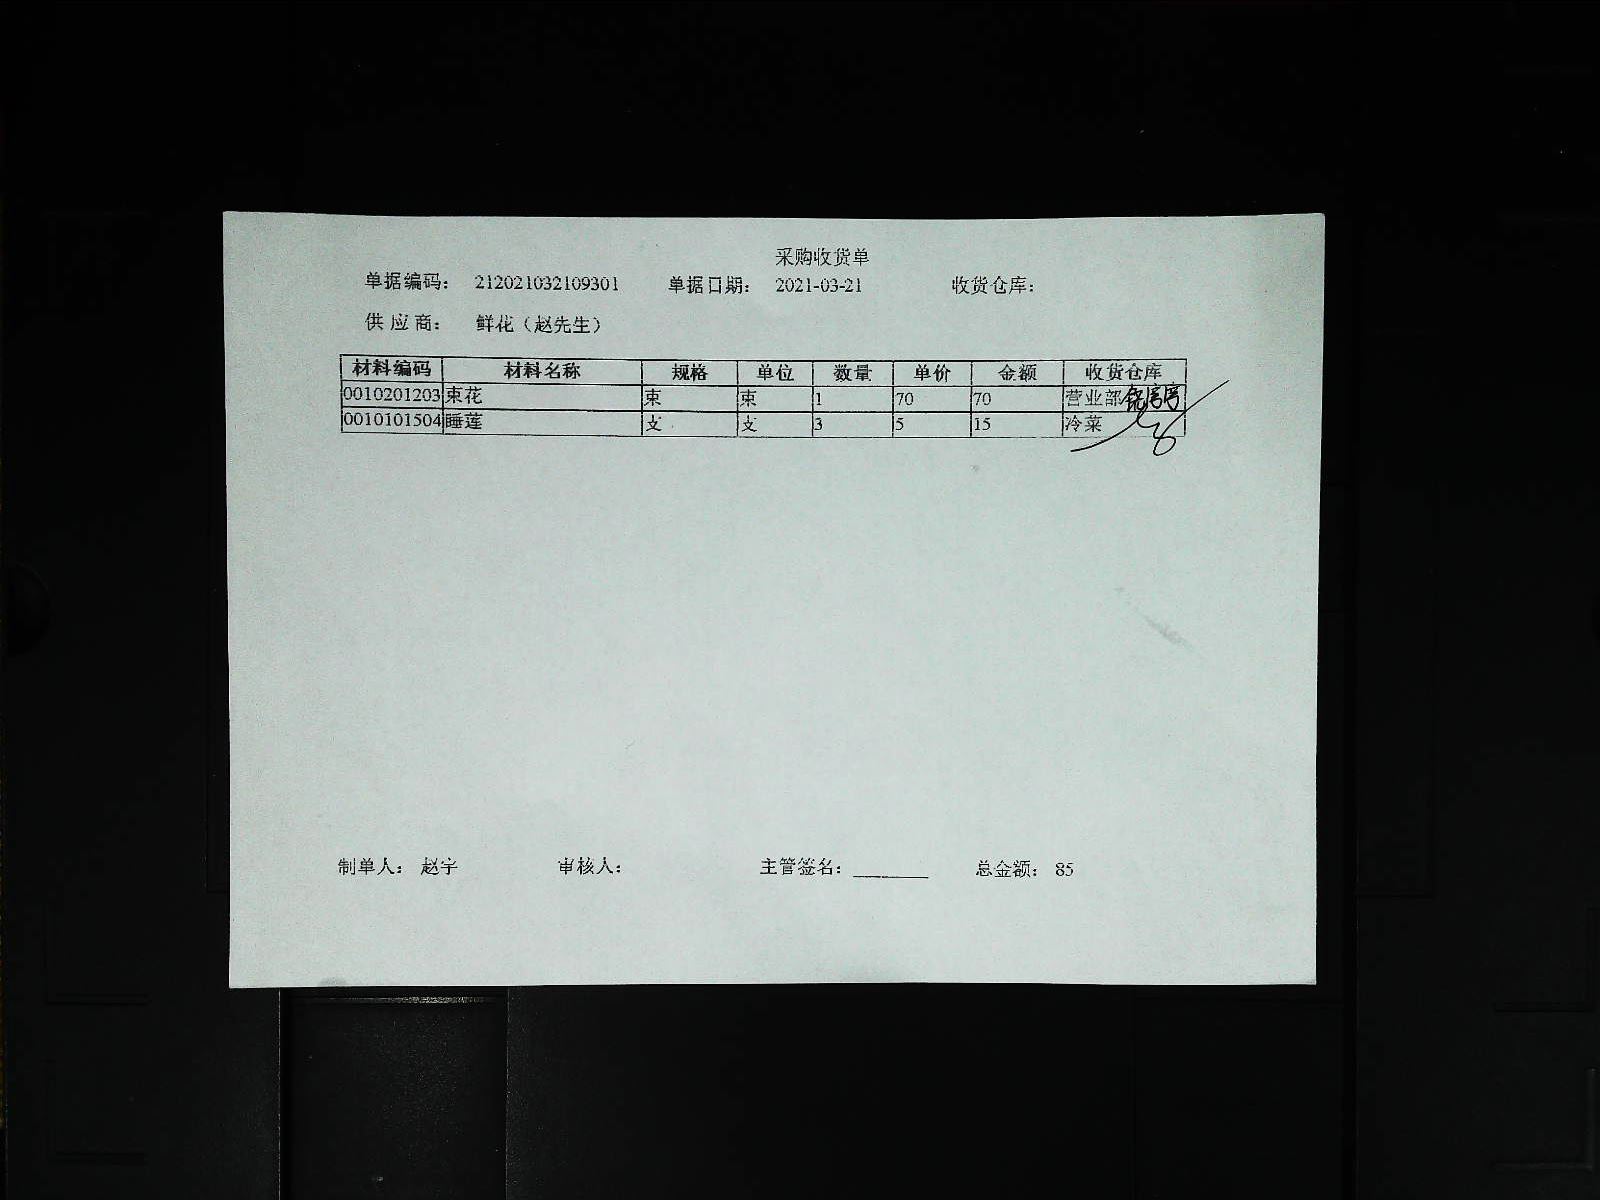 采购收货单
单据编码： 212021032109301 单据日期： 2021-03-21 收货仓库：
供应商： 鲜花（赵先生）
材料编码 材料名称 规格 单位 数量 单价 金额 收货仓库
0010201203 束花 束 束 1 70 70 营业部
0010101504 睡莲 支 支 3 5 15 冷菜
制单人： 赵宇 审核人： 主管签名： 总金额： 85